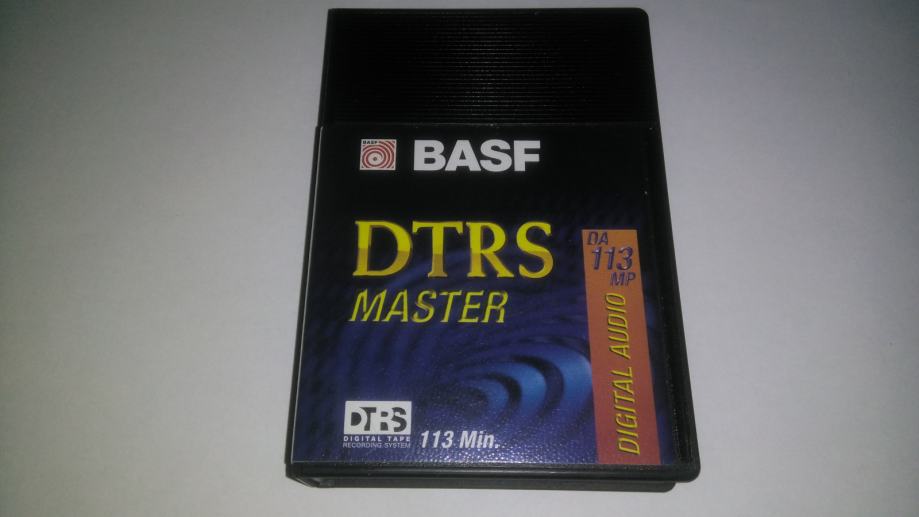 BASF
BASF
DTRS
MASTER
DA
113
MP
DIGITAL AUDIO
DTRS
DIGITAL TAPE
RECORDING SYSTEM
113 Min.